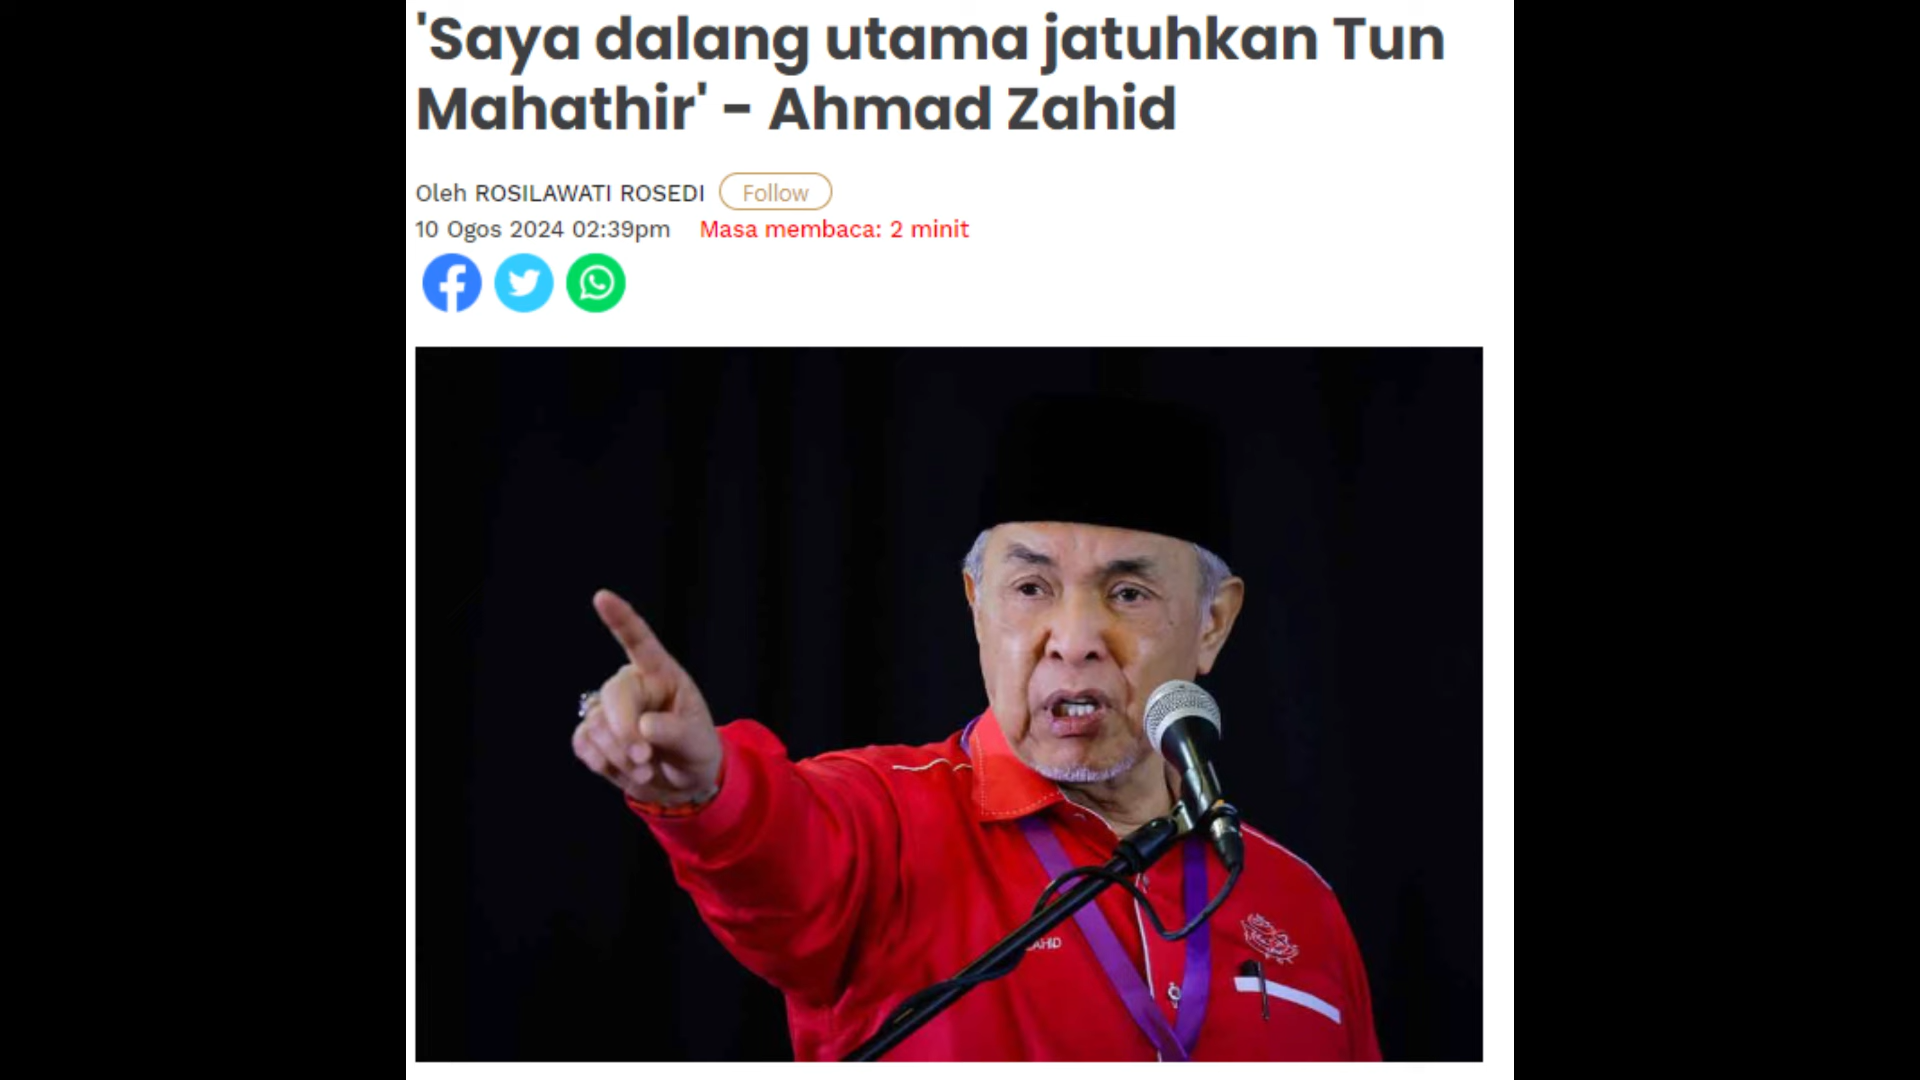 'Saya dalang utama jatuhkan Tun
Mahathir' - Ahmad Zahid
Oleh ROSILAWATI ROSEDI Follow
10 Ogos 2024 02:39pm Masa membaca: 2 minit
AHID